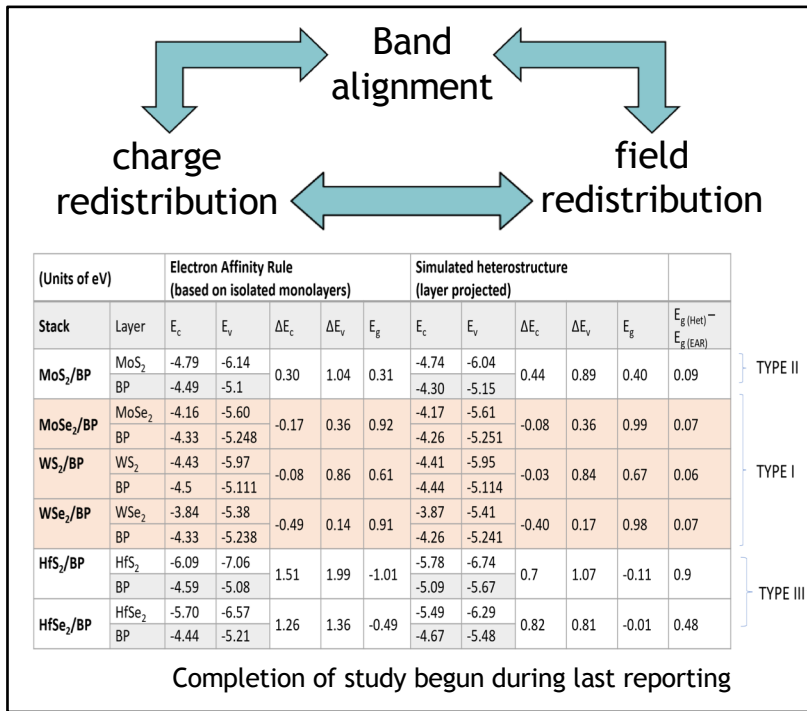 Band
alignment
charge
redistribution
field
redistribution
(Units of eV)
Electron Affinity Rule
(based on isolated monolayers)
Simulated heterostructure
(layer projected)
Stack Layer Ec Ev ΔEc ΔEv Eg Ec Ev ΔEc ΔEv Eg Eg (Het) –
Eg (EAR)
MoS2/BP MoS2 -4.79 -6.14 0.30 1.04 0.31 -4.74 -6.04 0.44 0.89 0.40 0.09
BP -4.49 -5.1 -4.30 -5.15
TYPE II
MoSe2/BP MoSe2 -4.16 -5.60 -0.17 0.36 0.92 -4.17 -5.61 -0.08 0.36 0.99 0.07
BP -4.33 -5.248 -4.26 -5.251
WS2/BP WS2 -4.43 -5.97 -0.08 0.86 0.61 -4.41 -5.95 -0.03 0.84 0.67 0.06
BP -4.5 -5.111 -4.44 -5.114
TYPE I
WSe2/BP WSe2 -3.84 -5.38 -0.49 0.14 0.91 -3.87 -5.41 -0.40 0.17 0.98 0.07
BP -4.33 -5.238 -4.26 -5.241
HfS2/BP HfS2 -6.09 -7.06 1.51 1.99 -1.01 -5.78 -6.74 0.7 1.07 -0.11 0.9
BP -4.59 -5.08 -5.09 -5.67
TYPE III
HfSe2/BP HfSe2 -5.70 -6.57 1.26 1.36 -0.49 -5.49 -6.29 0.82 0.81 -0.01 0.48
BP -4.44 -5.21 -4.67 -5.48
Completion of study begun during last reporting